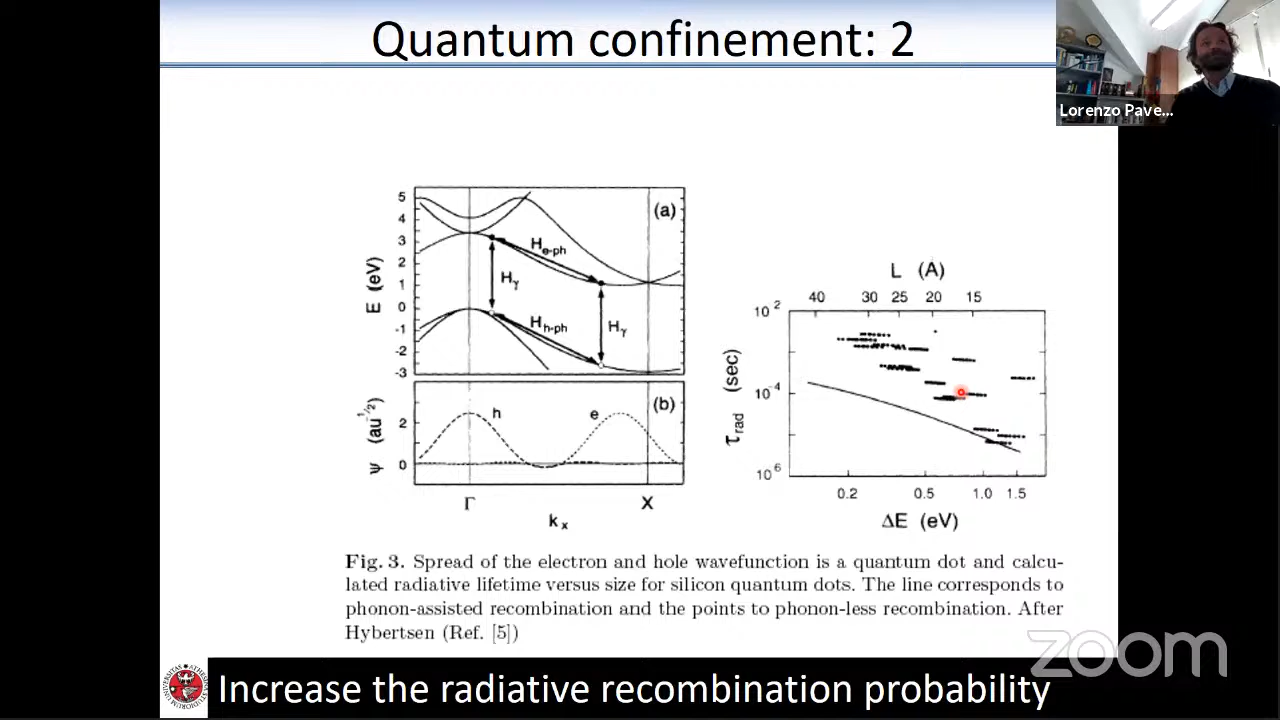 Quantum confinement: 2
Lorenzo Pave...
5
4
3
2
1
0
-1
-2
-3
E (eV)
(a)
H e-ph
Hγ
H h-ph
Hγ
(b)
h
e
2
0
ψ (au^-1/2)
Γ
X
kx
L (A)
40 30 25 20 15
10 2
10 -4
10 6
τ rad (sec)
0.2 0.5 1.0 1.5
ΔE (eV)
Fig. 3. Spread of the electron and hole wavefunction is a quantum dot and calcu-
lated radiative lifetime versus size for silicon quantum dots. The line corresponds to
phonon-assisted recombination and the points to phonon-less recombination. After
Hybertsen (Ref. [5])
zoom
Increase the radiative recombination probability